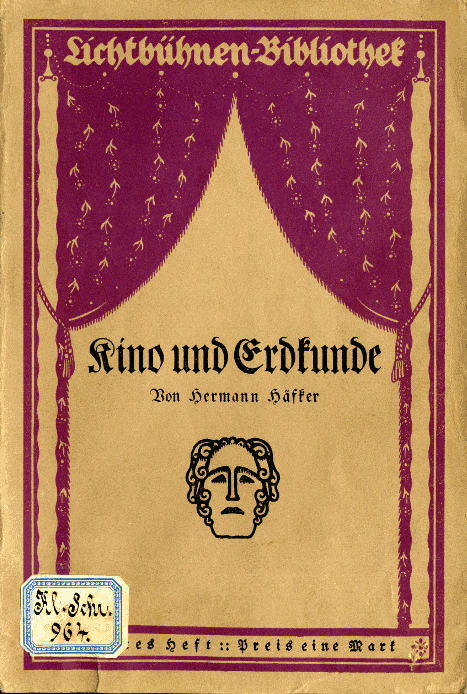 Lichtbühnen-Bibliothek
Kino und Erdkunde
Von Hermann Häfker
Kl. Schr.
964.
Heft :: Preis eine Mark